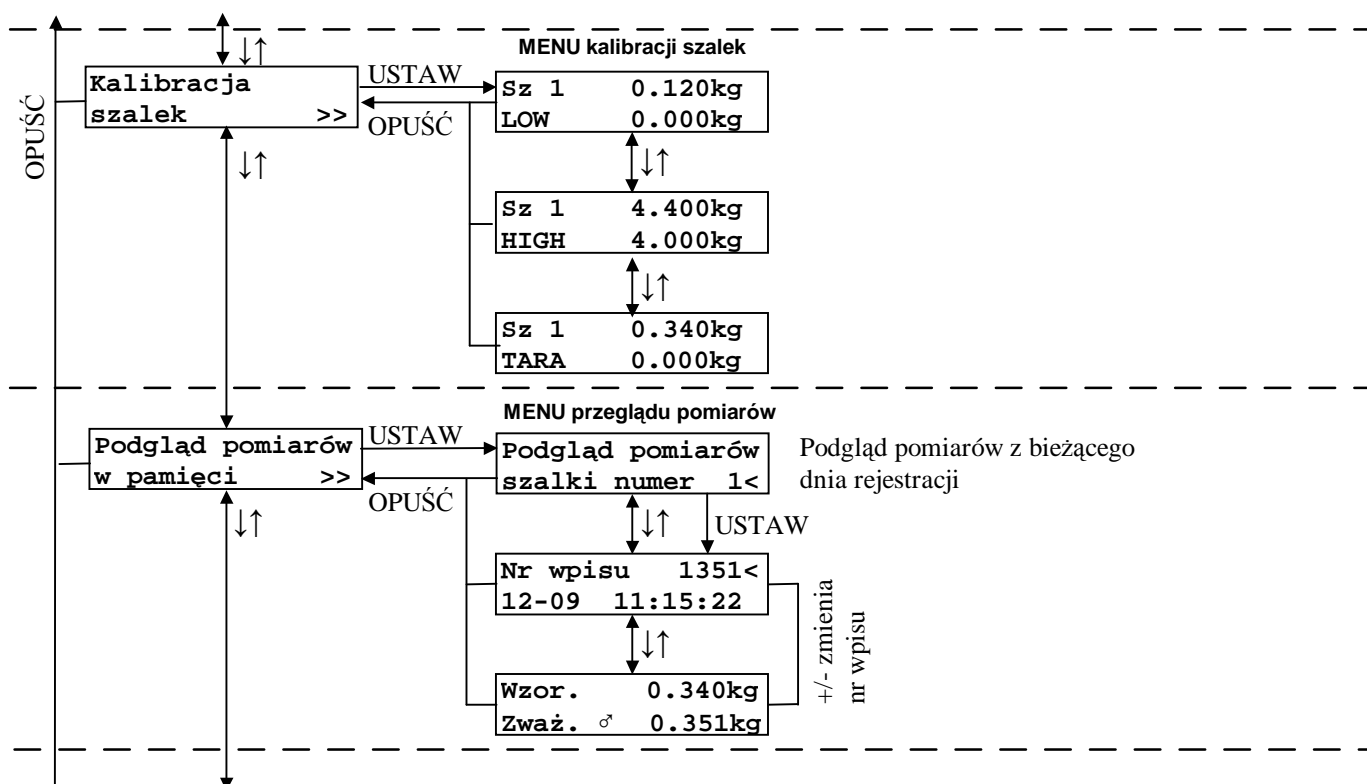 MENU kalibracji szalek
↓↑
Kalibracja
szalek >>
USTAW
OPUŚĆ
OPUŚĆ
Sz 1 0.120kg
LOW 0.000kg
↓↑
↓↑
Sz 1 4.400kg
HIGH 4.000kg
↓↑
Sz 1 0.340kg
TARA 0.000kg
MENU przeglądu pomiarów
Podgląd pomiarów
w pamięci >>
USTAW
OPUŚĆ
Podgląd pomiarów
szalki numer 1<
Podgląd pomiarów z bieżącego
dnia rejestracji
↓↑
↓↑
USTAW
Nr wpisu 1351<
12-09 11:15:22
+/- zmienia
nr wpisu
↓↑
Wzor. 0.340kg
Zważ. ♂ 0.351kg